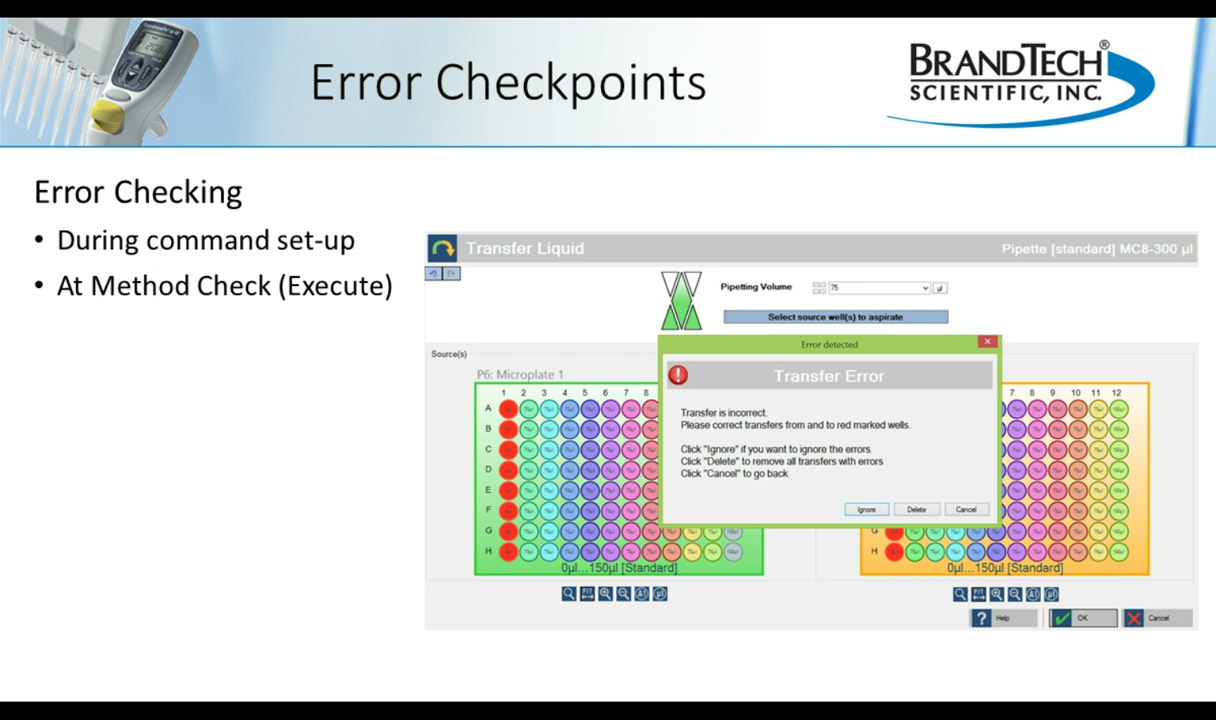 Error Checkpoints
BRANDTECH®
SCIENTIFIC, INC.
Error Checking
• During command set-up
• At Method Check (Execute)
Transfer Liquid
Pipette [standard] MC8-300 µl
Pipetting Volume
75
µl
Select source well(s) to aspirate
Source(s)
P6: Microplate 1
1 2 3 4 5 6 7 8
A
B
C
D
E
F
G
H
0µl...150µl [Standard]
Error detected
Transfer Error
Transfer is incorrect.
Please correct transfers from and to red marked wells.
Click "Ignore" if you want to ignore the errors.
Click "Delete" to remove all transfers with errors
Click "Cancel" to go back
Ignore Delete Cancel
7 8 9 10 11 12
G
H
0µl...150µl [Standard]
Help OK Cancel